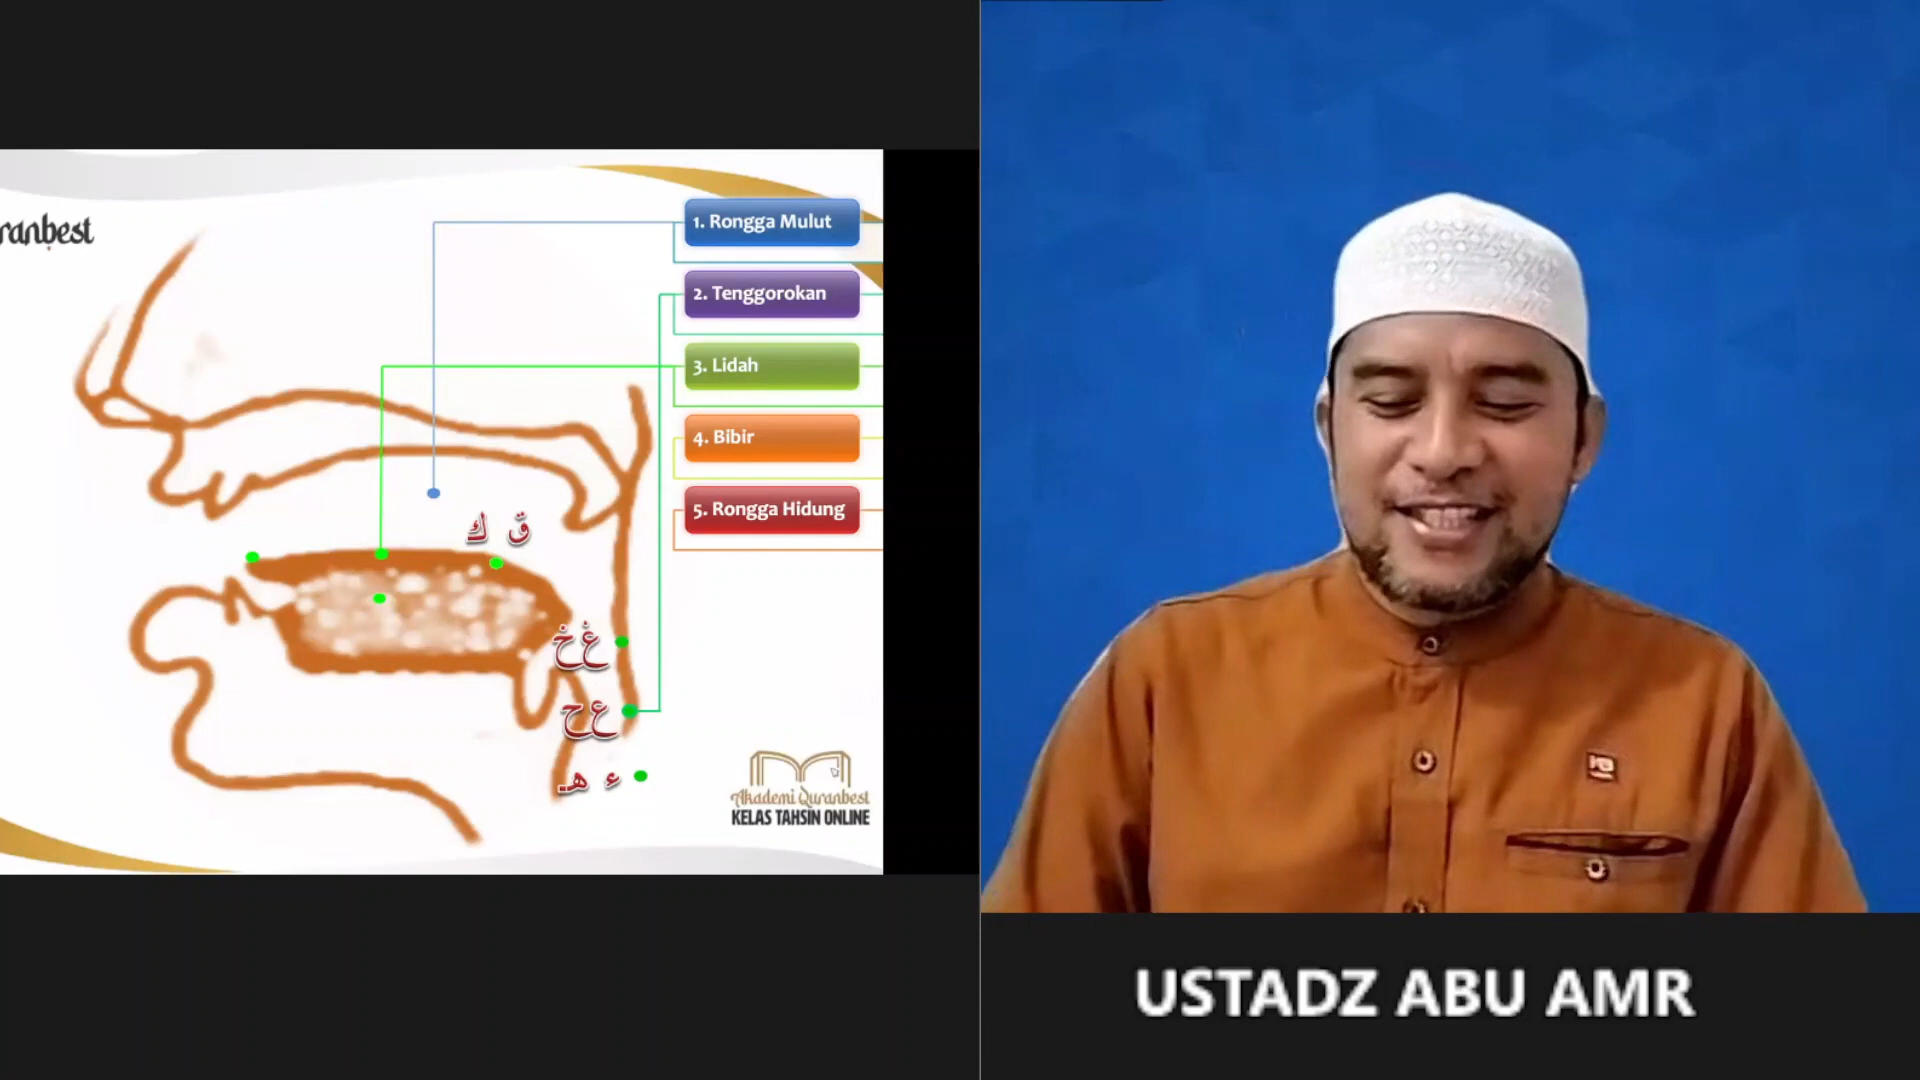 ranbest
1. Rongga Mulut
2. Tenggorokan
3. Lidah
4. Bibir
5. Rongga Hidung
ق ك
غ خ
ع ح
ء هـ
Akademi Quranbest
KELAS TAHSIN ONLINE
USTADZ ABU AMR